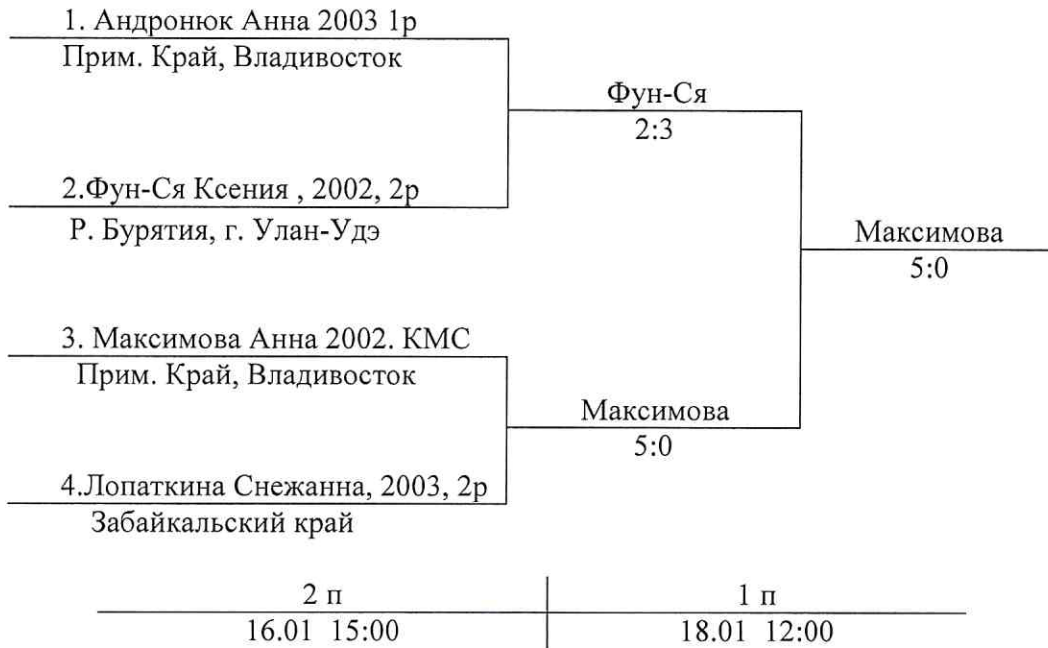 1. Андронюк Анна 2003 1р
Прим. Край, Владивосток
Фун-Ся
2:3
2.Фун-Ся Ксения , 2002, 2р
Р. Бурятия, г. Улан-Удэ
Максимова
5:0
3. Максимова Анна 2002. КМС
Прим. Край, Владивосток
Максимова
5:0
4.Лопаткина Снежанна, 2003, 2р
Забайкальский край
2 п
1 п
16.01 15:00
18.01 12:00